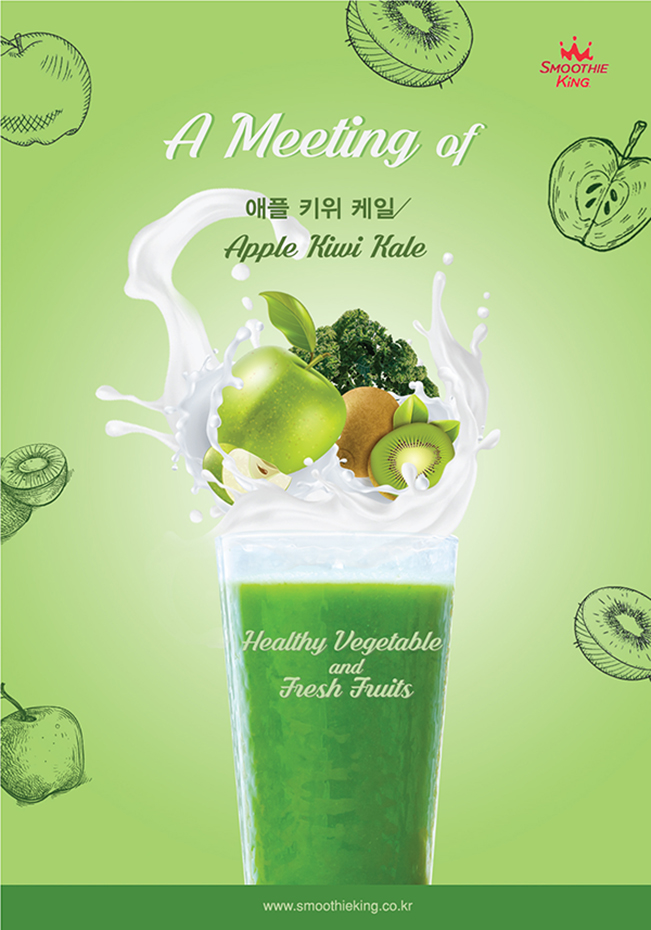 SMOOTHIE
KING
A Meeting of
애플 키위 케일/
Apple Kiwi Kale
Healthy Vegetable
and
Fresh Fruits
www.smoothieking.co.kr